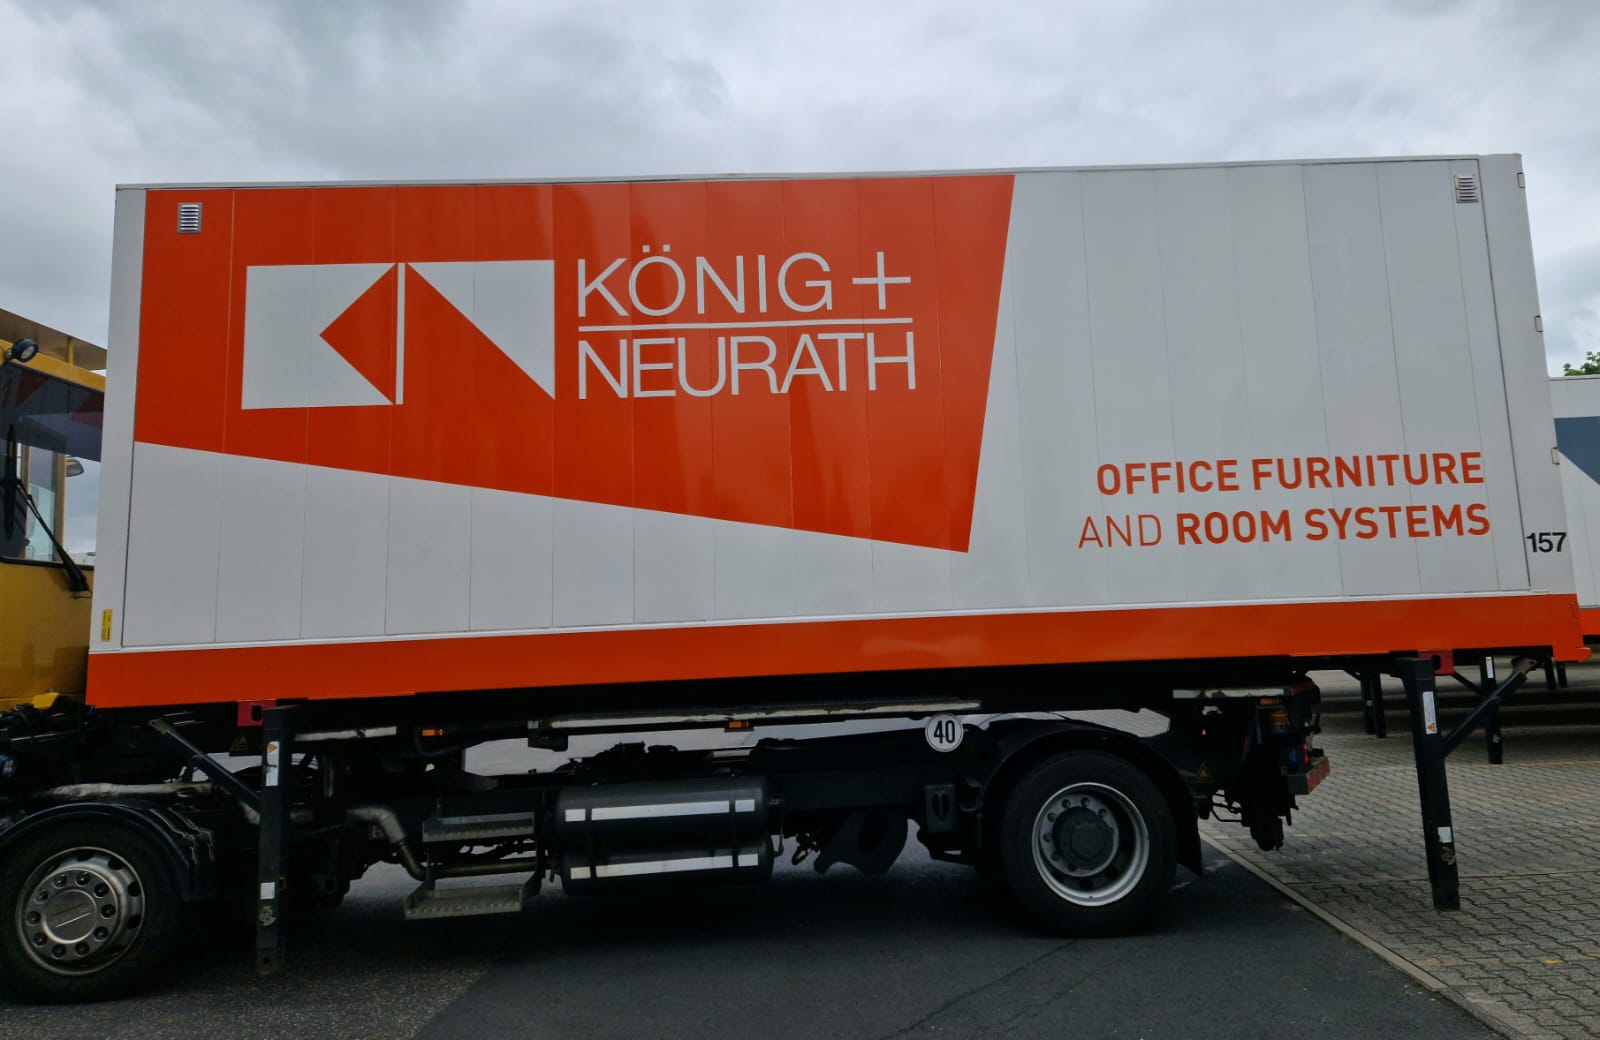 KÖNIG +
NEURATH
OFFICE FURNITURE
AND ROOM SYSTEMS
157
40